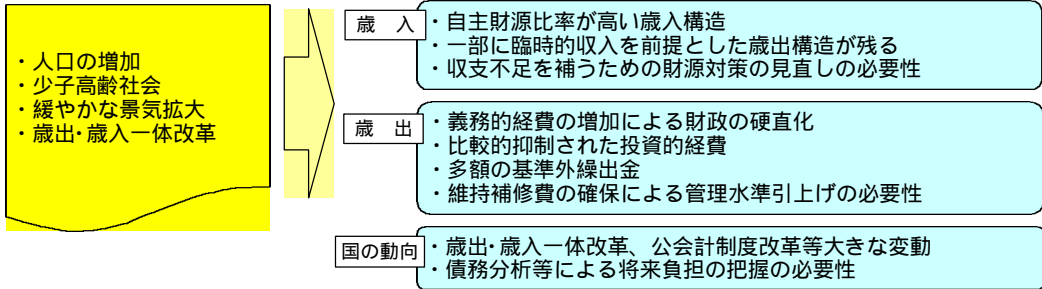 ・人口の増加
・少子高齢社会
・緩やかな景気拡大
・歳出・歳入一体改革
歳　入
・自主財源比率が高い歳入構造
・一部に臨時的収入を前提とした歳出構造が残る
・収支不足を補うための財源対策の見直しの必要性
歳　出
・義務的経費の増加による財政の硬直化
・比較的抑制された投資的経費
・多額の基準外繰出金
・維持補修費の確保による管理水準引上げの必要性
国の動向
・歳出・歳入一体改革、公会計制度改革等大きな変動
・債務分析等による将来負担の把握の必要性